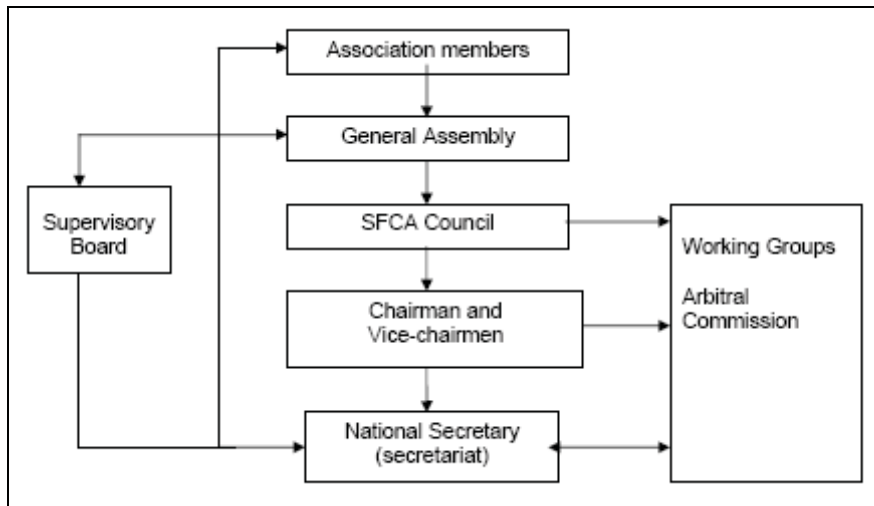 Association members
General Assembly
Supervisory
Board
SFCA Council
Working Groups
Arbitral
Commission
Chairman and
Vice-chairmen
National Secretary
(secretariat)